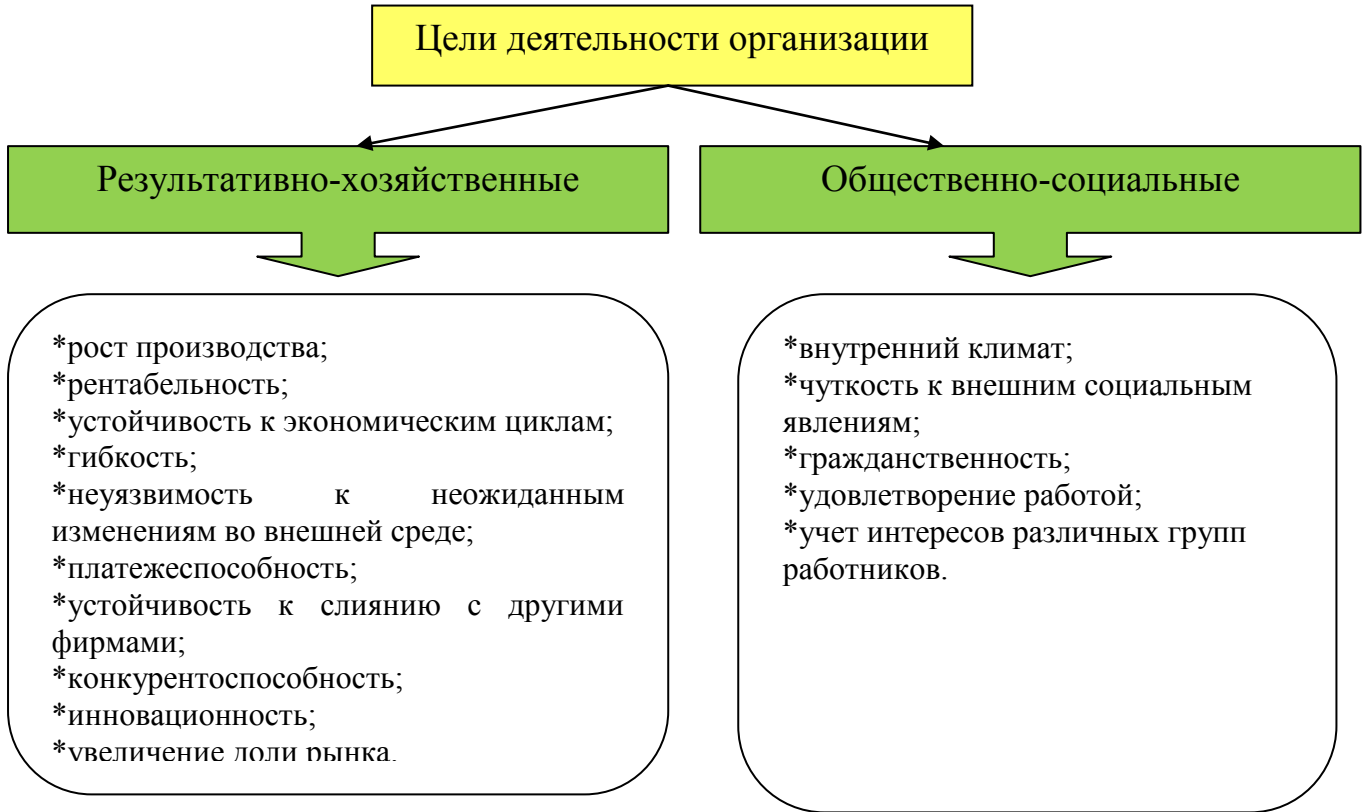 Цели деятельности организации
Результативно-хозяйственные
Общественно-социальные
*рост производства;
*рентабельность;
*устойчивость к экономическим циклам;
*гибкость;
*неуязвимость к неожиданным
изменениям во внешней среде;
*платежеспособность;
*устойчивость к слиянию с другими
фирмами;
*конкурентоспособность;
*инновационность;
*увеличение доли рынка.
*внутренний климат;
*чуткость к внешним социальным
явлениям;
*гражданственность;
*удовлетворение работой;
*учет интересов различных групп
работников.